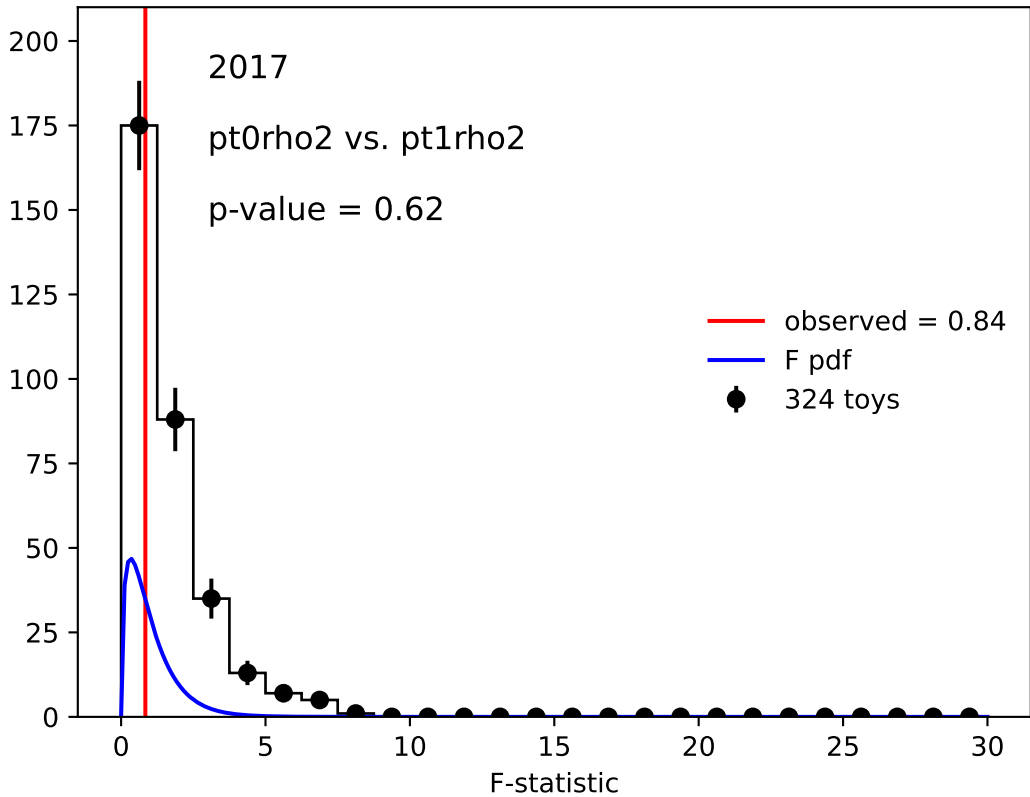 2017
pt0rho2 vs. pt1rho2
p-value = 0.62
observed = 0.84
F pdf
324 toys
200
175
150
125
100
75
50
25
0
0 5 10 15 20 25 30
F-statistic